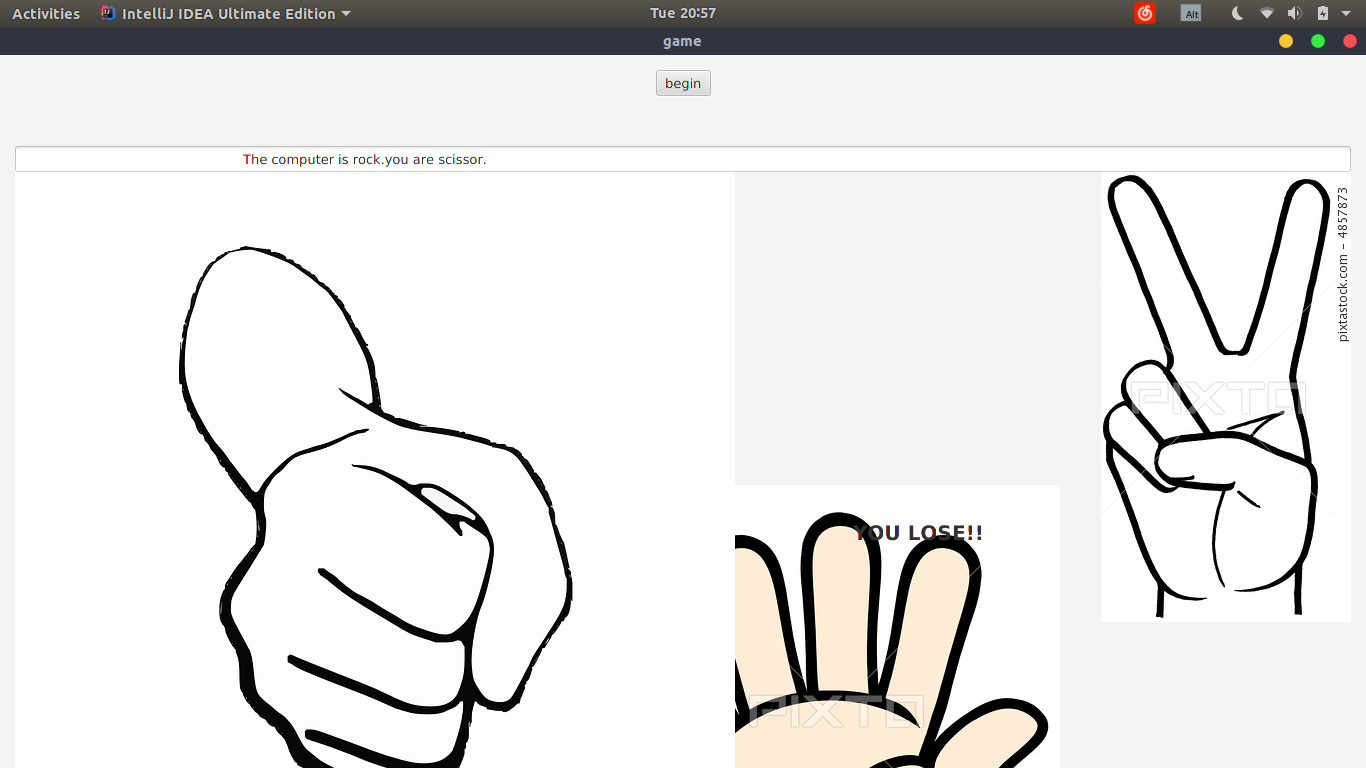 Activities IntelliJ IDEA Ultimate Edition Tue 20:57 Alt
game
begin
The computer is rock.you are scissor.
pixtastock.com - 4857873
PIXTA
YOU LOSE!!
PIXTA